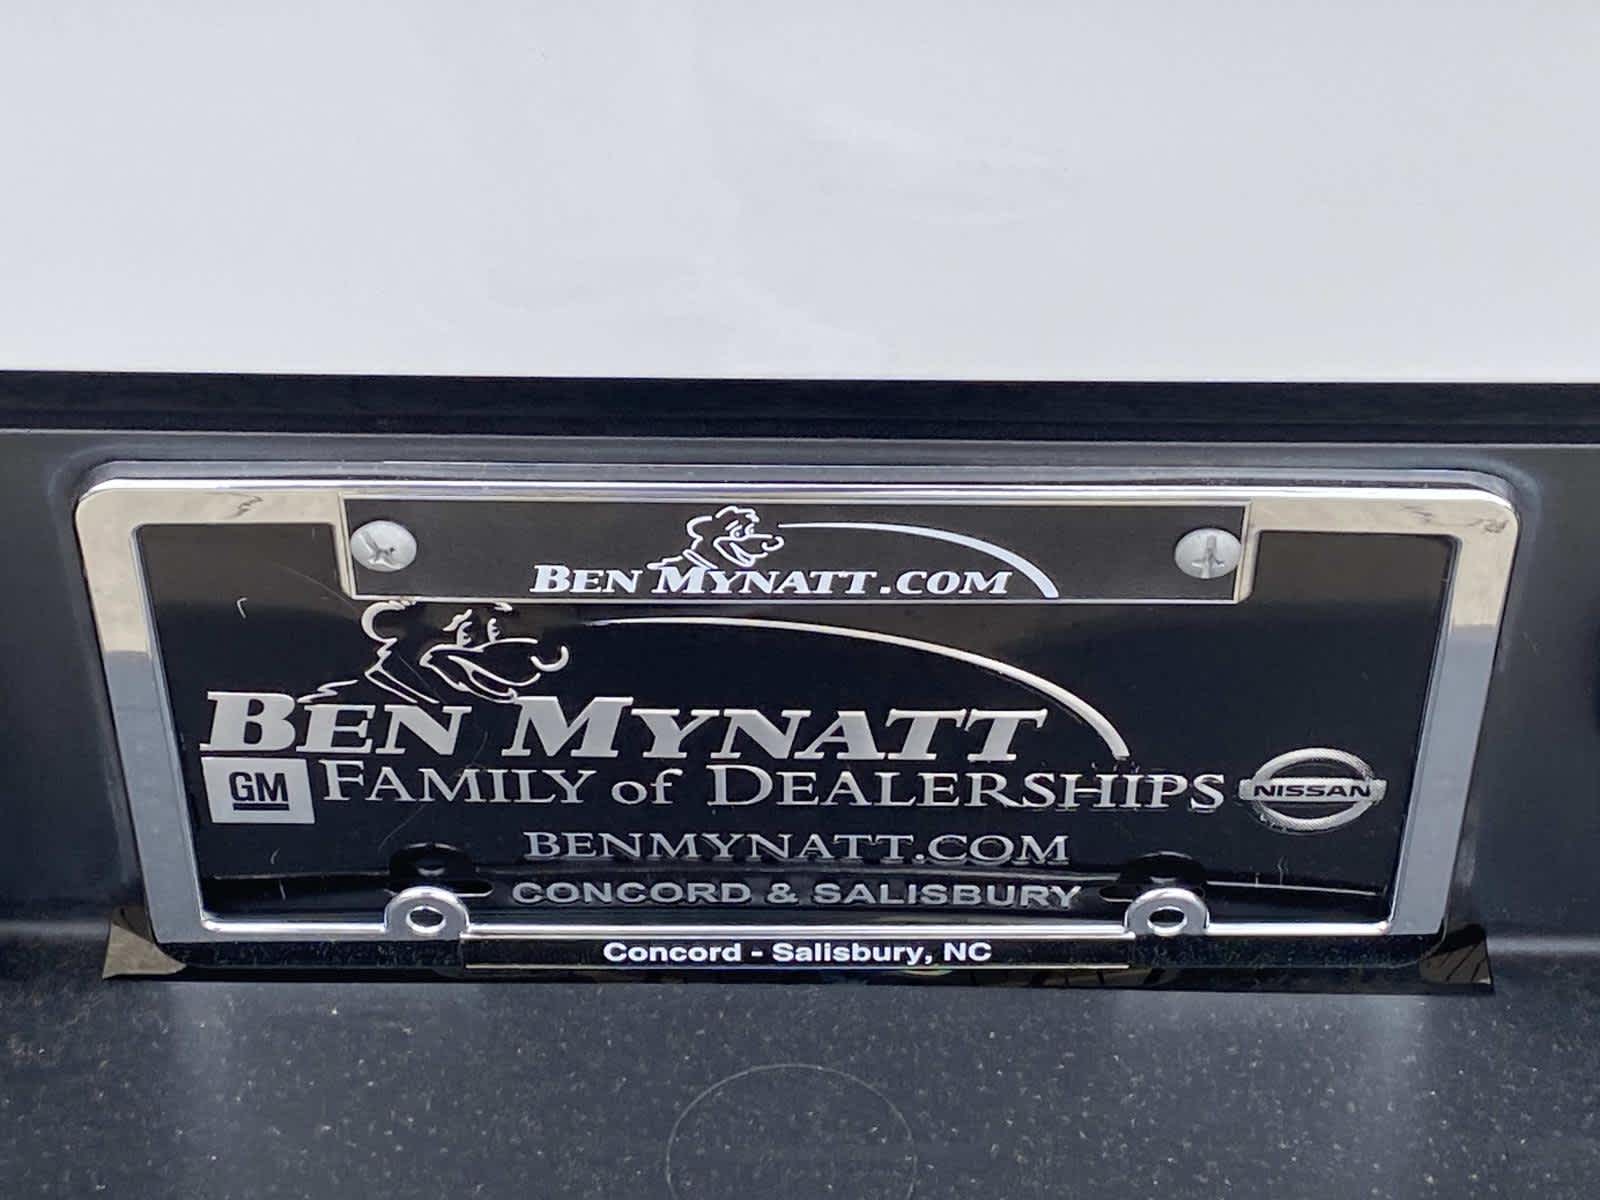 BEN MYNATT.COM
BEN MYNATT
GM FAMILY of DEALERSHIPS NISSAN
BENMYNATT.COM
CONCORD & SALISBURY
Concord - Salisbury, NC